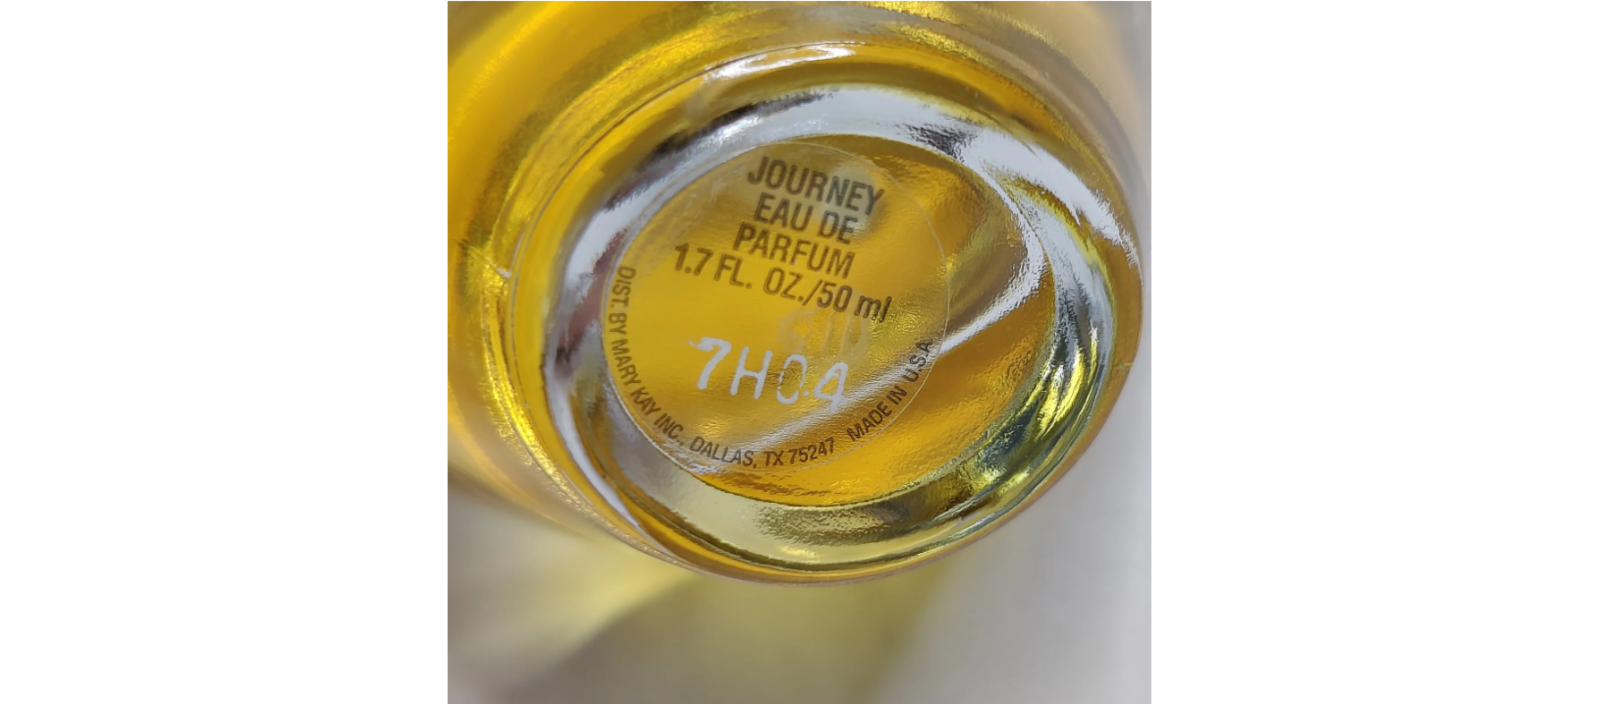 JOURNEY
EAU DE
PARFUM
1.7 FL. OZ./50 ml
7H04
DIST. BY MARY KAY INC., DALLAS, TX 75247 MADE IN U.S.A.